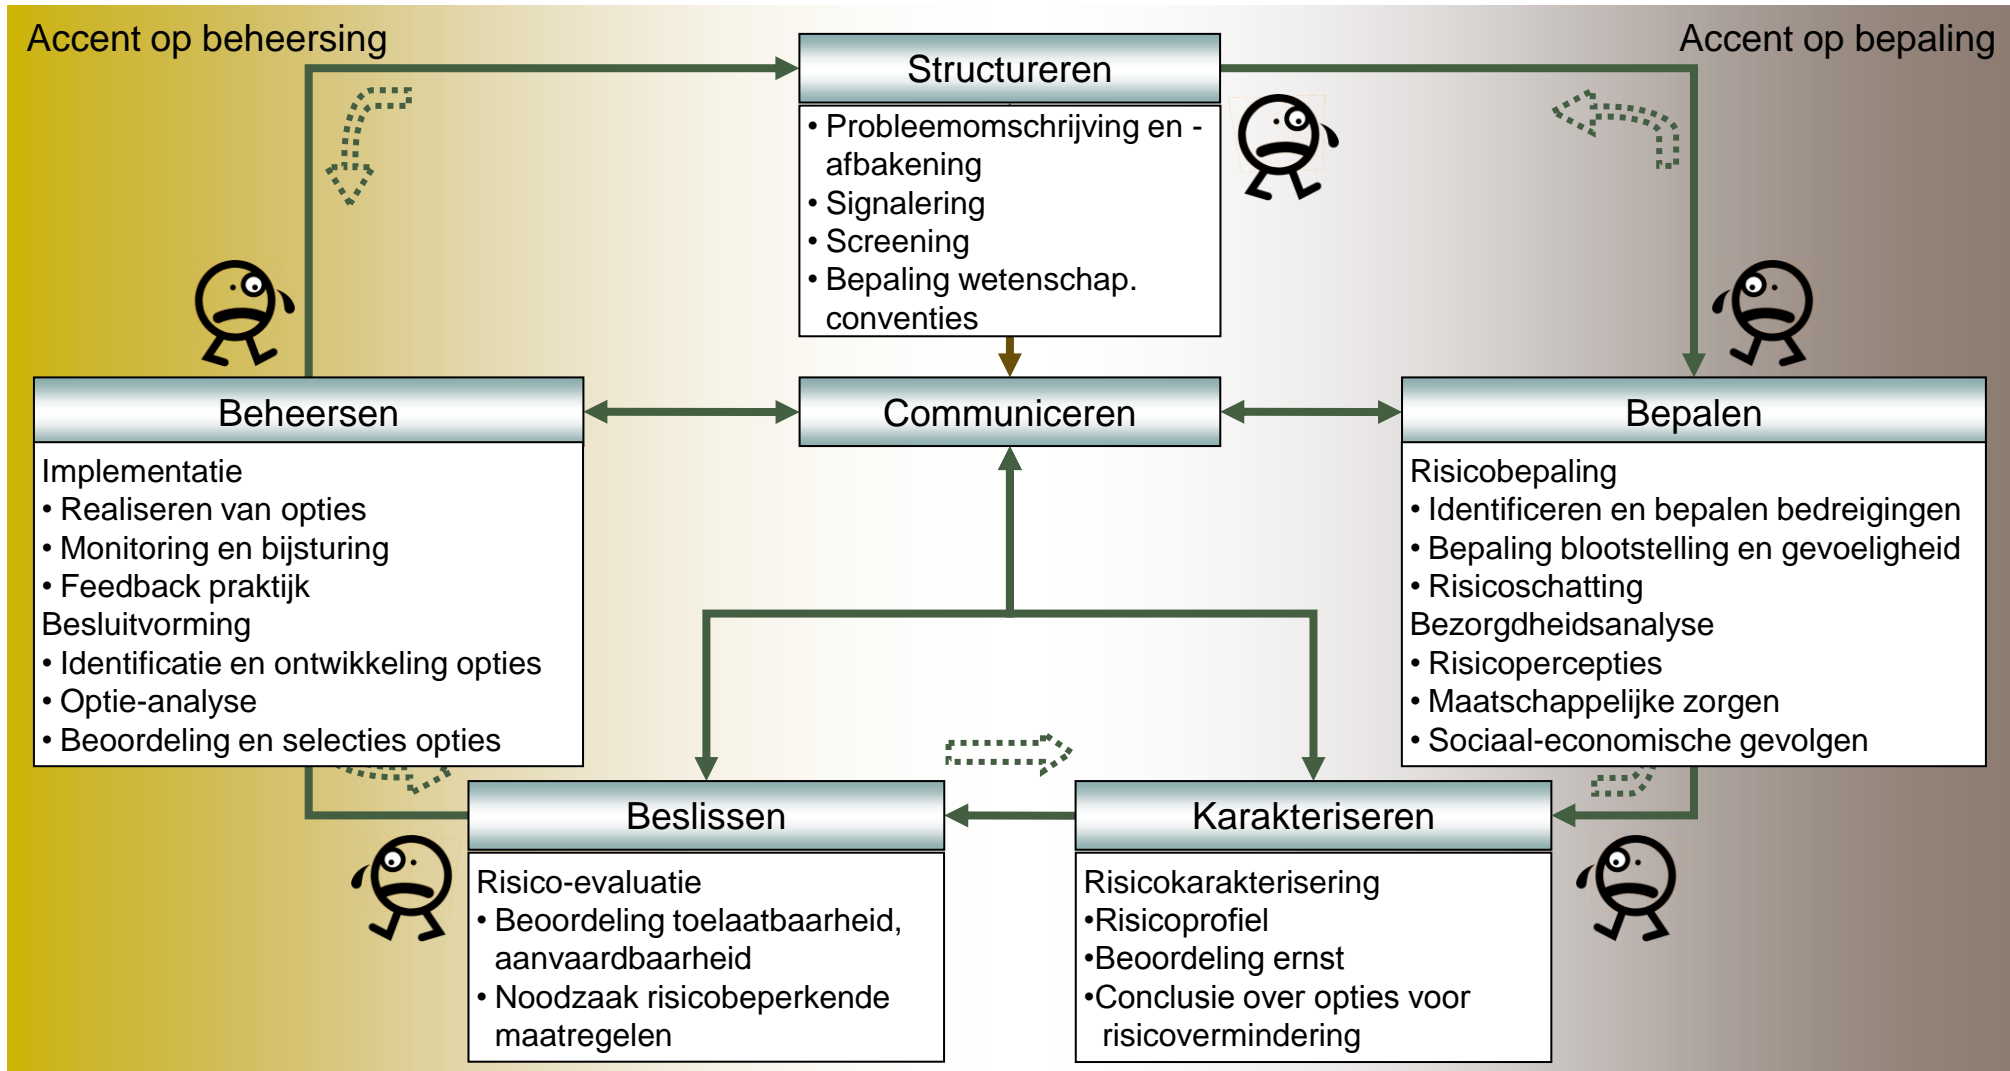 Accent op beheersing
Accent op bepaling
Structureren
• Probleemomschrijving en -
afbakening
• Signalering
• Screening
• Bepaling wetenschap.
conventies
Beheersen
Implementatie
• Realiseren van opties
• Monitoring en bijsturing
• Feedback praktijk
Besluitvorming
• Identificatie en ontwikkeling opties
• Optie-analyse
• Beoordeling en selecties opties
Communiceren
Bepalen
Risicobepaling
• Identificeren en bepalen bedreigingen
• Bepaling blootstelling en gevoeligheid
• Risicoschatting
Bezorgdheidsanalyse
• Risicopercepties
• Maatschappelijke zorgen
• Sociaal-economische gevolgen
Beslissen
Risico-evaluatie
• Beoordeling toelaatbaarheid,
aanvaardbaarheid
• Noodzaak risicobeperkende
maatregelen
Karakteriseren
Risicokarakterisering
•Risicoprofiel
•Beoordeling ernst
•Conclusie over opties voor
risicovermindering